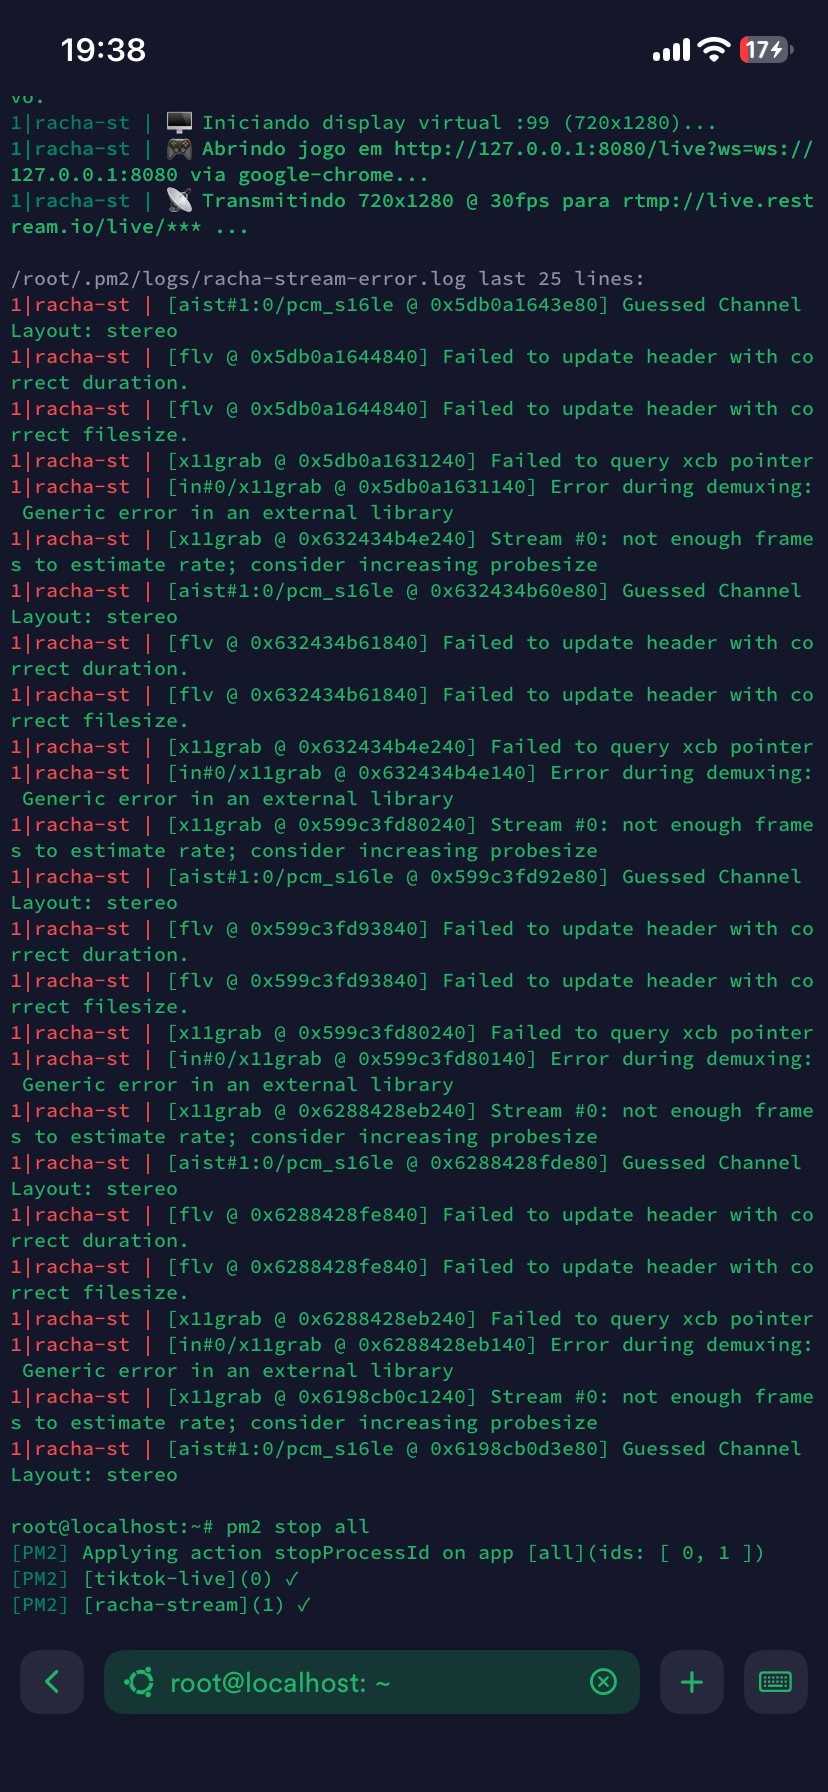 19:38
17
vo.
1|racha-st | 🖥️ Iniciando display virtual :99 (720x1280)...
1|racha-st | 🎮 Abrindo jogo em http://127.0.0.1:8080/live?ws=ws://
127.0.0.1:8080 via google-chrome...
1|racha-st | 📡 Transmitindo 720x1280 @ 30fps para rtmp://live.rest
ream.io/live/*** ...
/root/.pm2/logs/racha-stream-error.log last 25 lines:
1|racha-st | [aist#1:0/pcm_s16le @ 0x5db0a1643e80] Guessed Channel
Layout: stereo
1|racha-st | [flv @ 0x5db0a1644840] Failed to update header with co
rrect duration.
1|racha-st | [flv @ 0x5db0a1644840] Failed to update header with co
rrect filesize.
1|racha-st | [x11grab @ 0x5db0a1631240] Failed to query xcb pointer
1|racha-st | [in#0/x11grab @ 0x5db0a1631140] Error during demuxing:
 Generic error in an external library
1|racha-st | [x11grab @ 0x632434b4e240] Stream #0: not enough frame
s to estimate rate; consider increasing probesize
1|racha-st | [aist#1:0/pcm_s16le @ 0x632434b60e80] Guessed Channel
Layout: stereo
1|racha-st | [flv @ 0x632434b61840] Failed to update header with co
rrect duration.
1|racha-st | [flv @ 0x632434b61840] Failed to update header with co
rrect filesize.
1|racha-st | [x11grab @ 0x632434b4e240] Failed to query xcb pointer
1|racha-st | [in#0/x11grab @ 0x632434b4e140] Error during demuxing:
 Generic error in an external library
1|racha-st | [x11grab @ 0x599c3fd80240] Stream #0: not enough frame
s to estimate rate; consider increasing probesize
1|racha-st | [aist#1:0/pcm_s16le @ 0x599c3fd92e80] Guessed Channel
Layout: stereo
1|racha-st | [flv @ 0x599c3fd93840] Failed to update header with co
rrect duration.
1|racha-st | [flv @ 0x599c3fd93840] Failed to update header with co
rrect filesize.
1|racha-st | [x11grab @ 0x599c3fd80240] Failed to query xcb pointer
1|racha-st | [in#0/x11grab @ 0x599c3fd80140] Error during demuxing:
 Generic error in an external library
1|racha-st | [x11grab @ 0x6288428eb240] Stream #0: not enough frame
s to estimate rate; consider increasing probesize
1|racha-st | [aist#1:0/pcm_s16le @ 0x6288428fde80] Guessed Channel
Layout: stereo
1|racha-st | [flv @ 0x6288428fe840] Failed to update header with co
rrect duration.
1|racha-st | [flv @ 0x6288428fe840] Failed to update header with co
rrect filesize.
1|racha-st | [x11grab @ 0x6288428eb240] Failed to query xcb pointer
1|racha-st | [in#0/x11grab @ 0x6288428eb140] Error during demuxing:
 Generic error in an external library
1|racha-st | [x11grab @ 0x6198cb0c1240] Stream #0: not enough frame
s to estimate rate; consider increasing probesize
1|racha-st | [aist#1:0/pcm_s16le @ 0x6198cb0d3e80] Guessed Channel
Layout: stereo
root@localhost:~# pm2 stop all
[PM2] Applying action stopProcessId on app [all](ids: [ 0, 1 ])
[PM2] [tiktok-live](0) ✓
[PM2] [racha-stream](1) ✓
root@localhost: ~